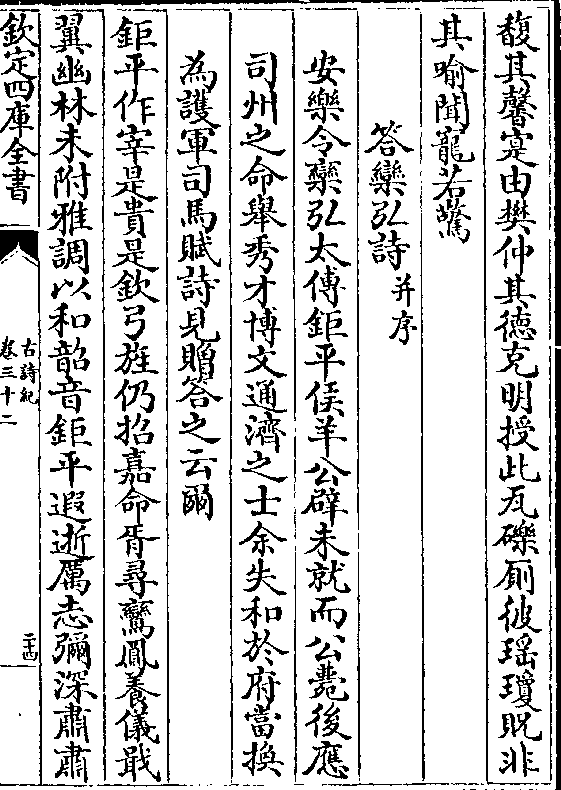 馥其馨寔由樊仲其徳克明授此瓦礫厠彼瑶瓊貺非
其喻聞寵若驚
答欒弘詩并序
安樂令欒弘太傅鉅平侯羊公辟未就而公薨後應
司州之命舉秀才博文通濟之士余失和於府當換
為護軍司馬賦詩見贈答之云爾
鉅平作宰是貴是欽弓旌仍招嘉命胥尋鸞鳳養儀戢
翼幽林未附雅調以和韶音鉅平遐逝厲志彌深肅肅
欽定四庫全書
古詩紀
卷三十二
二十四